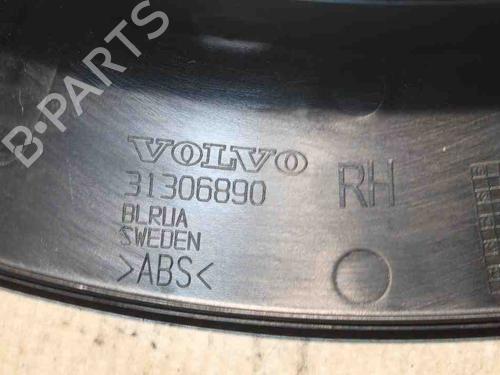 B-PARTS
VOLVO
31306890 RH
BLRUA
SWEDEN
>ABS<